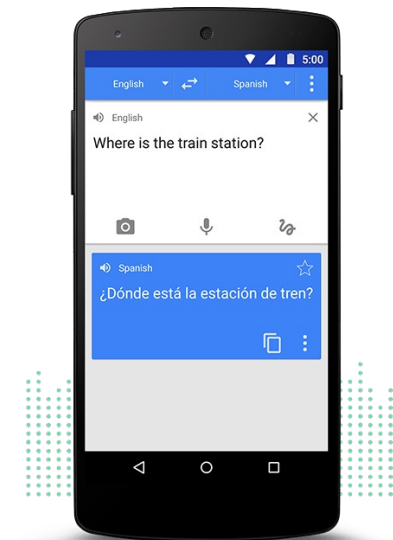 5:00
English Spanish
English
Where is the train station?
Spanish
¿Dónde está la estación de tren?